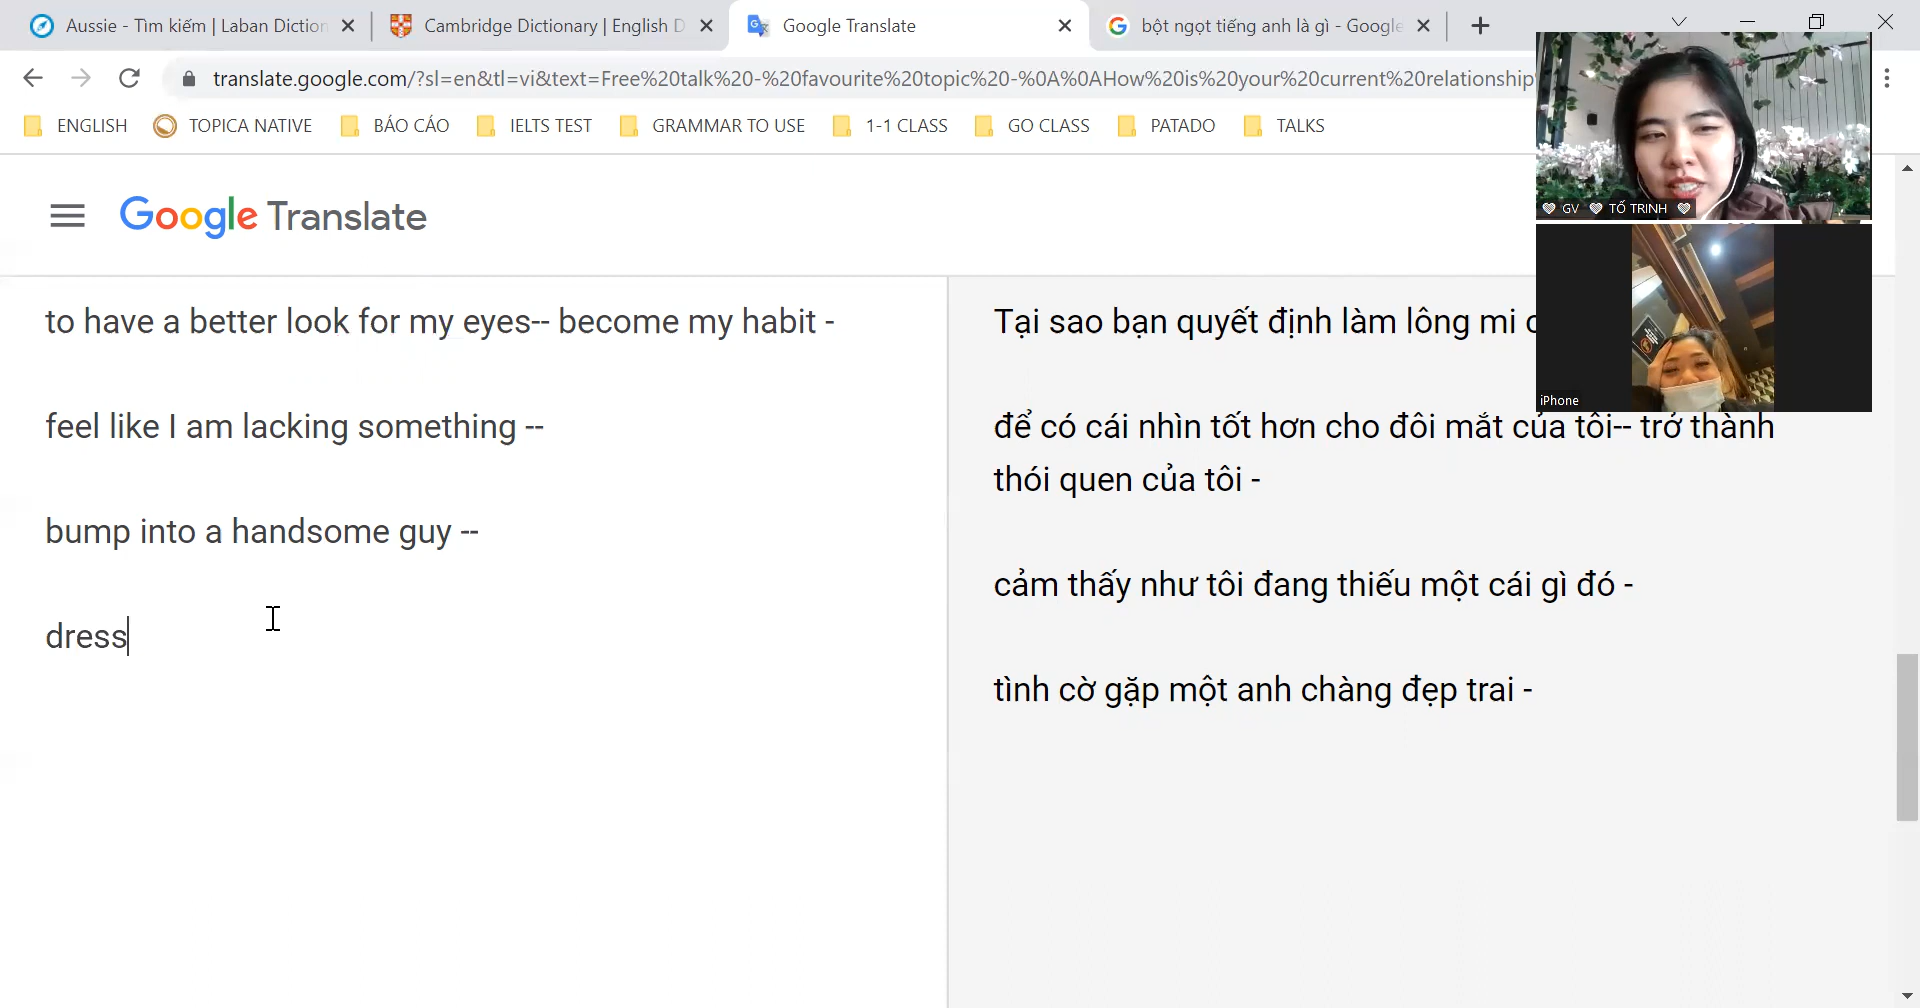 Aussie - Tìm kiếm | Laban Diction
Cambridge Dictionary | English D
Google Translate
bột ngọt tiếng anh là gì - Google
translate.google.com/?sl=en&tl=vi&text=Free%20talk%20-%20favourite%20topic%20-%0A%0AHow%20is%20your%20current%20relationship
ENGLISH
TOPICA NATIVE
BÁO CÁO
IELTS TEST
GRAMMAR TO USE
1-1 CLASS
GO CLASS
PATADO
TALKS
GV TỐ TRINH
iPhone
Google Translate
to have a better look for my eyes-- become my habit -
feel like I am lacking something --
bump into a handsome guy --
dress
Tại sao bạn quyết định làm lông mi
để có cái nhìn tốt hơn cho đôi mắt của tôi-- trở thành
thói quen của tôi -
cảm thấy như tôi đang thiếu một cái gì đó -
tình cờ gặp một anh chàng đẹp trai -